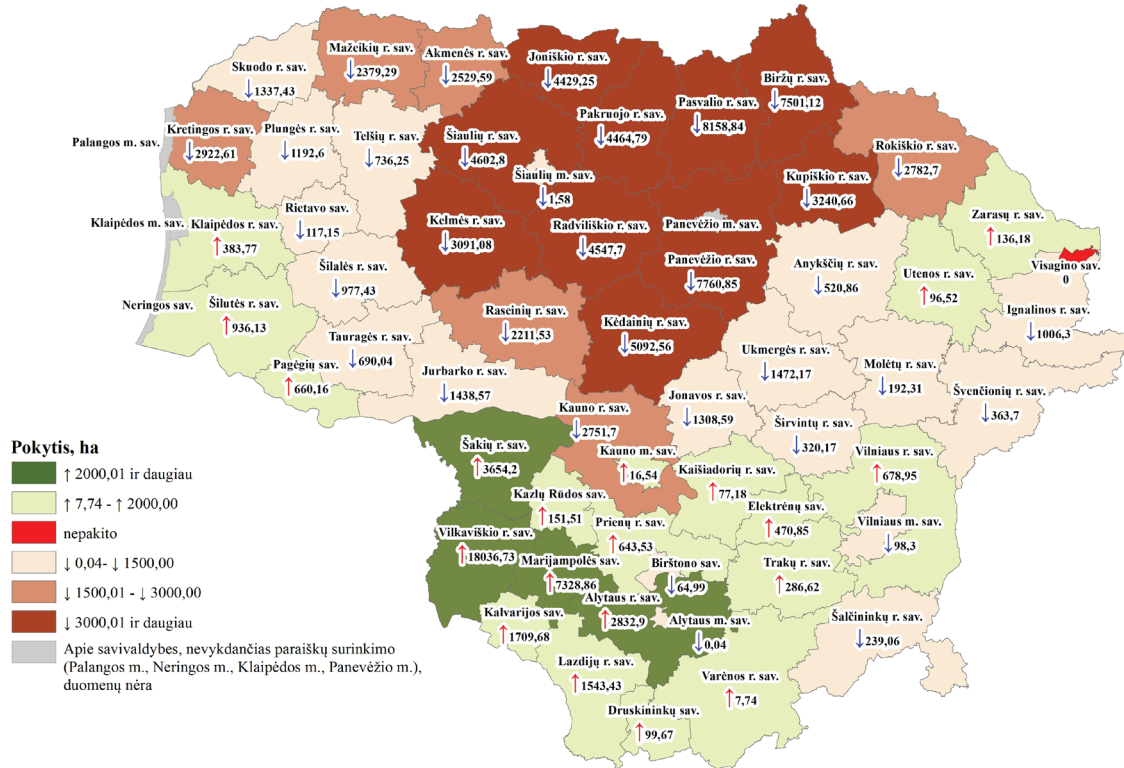 Mažeikių r. sav.
↓2379,29
Akmenės r. sav.
↓2529,59
Joniškio r. sav.
↓4429,25
Skuodo r. sav.
↓1337,43
Biržų r. sav.
↓7501,12
Pakruojo r. sav.
↓4464,79
Pasvalio r. sav.
↓8158,84
Palangos m. sav.
Kretingos r. sav.
↓2922,61
Plungės r. sav.
↓1192,6
Telšių r. sav.
↓736,25
Šiaulių r. sav.
↓4602,8
Šiaulių m. sav.
↓1,58
Rokiškio r. sav.
↓2782,7
Kupiškio r. sav.
↓3240,66
Klaipėdos m. sav.
Klaipėdos r. sav.
↑383,77
Rietavo sav.
↓117,15
Kelmės r. sav.
↓3091,08
Radviliškio r. sav.
↓4547,7
Panevėžio m. sav.
Panevėžio r. sav.
↓7760,85
Zarasų r. sav.
↑136,18
Visagino sav.
0
Anykščių r. sav.
↓520,86
Utenos r. sav.
↑96,52
Ignalinos r. sav.
↓1006,3
Šilalės r. sav.
↓977,43
Neringos sav.
Šilutės r. sav.
↑936,13
Raseinių r. sav.
↓2211,53
Kėdainių r. sav.
↓5092,56
Tauragės r. sav.
↓690,04
Pagėgių sav.
↑660,16
Jurbarko r. sav.
↓1438,57
Ukmergės r. sav.
↓1472,17
Molėtų r. sav.
↓192,31
Švenčionių r. sav.
↓363,7
Jonavos r. sav.
↓1308,59
Širvintų r. sav.
↓320,17
Kauno r. sav.
↓2751,7
Kauno m. sav.
↑16,54
Šakių r. sav.
↑3654,2
Kaišiadorių r. sav.
↑77,18
Vilniaus r. sav.
↑678,95
Kazlų Rūdos sav.
↑151,51
Elektrėnų sav.
↑470,85
Prienų r. sav.
↑643,53
Vilniaus m. sav.
↓98,3
Vilkaviškio r. sav.
↑18036,73
Marijampolės sav.
↑7328,86
Birštono sav.
↓64,99
Trakų r. sav.
↑286,62
Alytaus r. sav.
↑2832,9
Alytaus m. sav.
↓0,04
Kalvarijos sav.
↑1709,68
Šalčininkų r. sav.
↓239,06
Lazdijų r. sav.
↑1543,43
Varėnos r. sav.
↑7,74
Druskininkų sav.
↑99,67
Pokytis, ha
↑ 2000,01 ir daugiau
↑ 7,74 - ↑ 2000,00
nepakito
↓ 0,04- ↓ 1500,00
↓ 1500,01 - ↓ 3000,00
↓ 3000,01 ir daugiau
Apie savivaldybes, nevykdančias paraiškų surinkimo
(Palangos m., Neringos m., Klaipėdos m., Panevėžio m.),
duomenų nėra